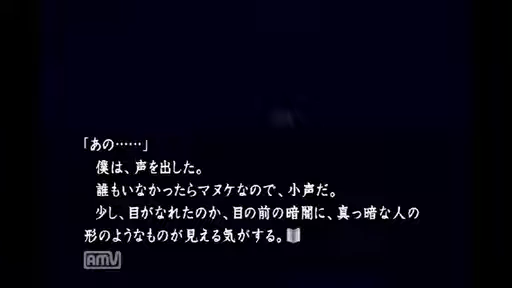 「あの……」
僕は、声を出した。
誰もいなかったらマヌケなので、小声だ。
少し、目がなれたのか、目の前の暗闇に、真っ暗な人の
形のようなものが見える気がする。
AMV